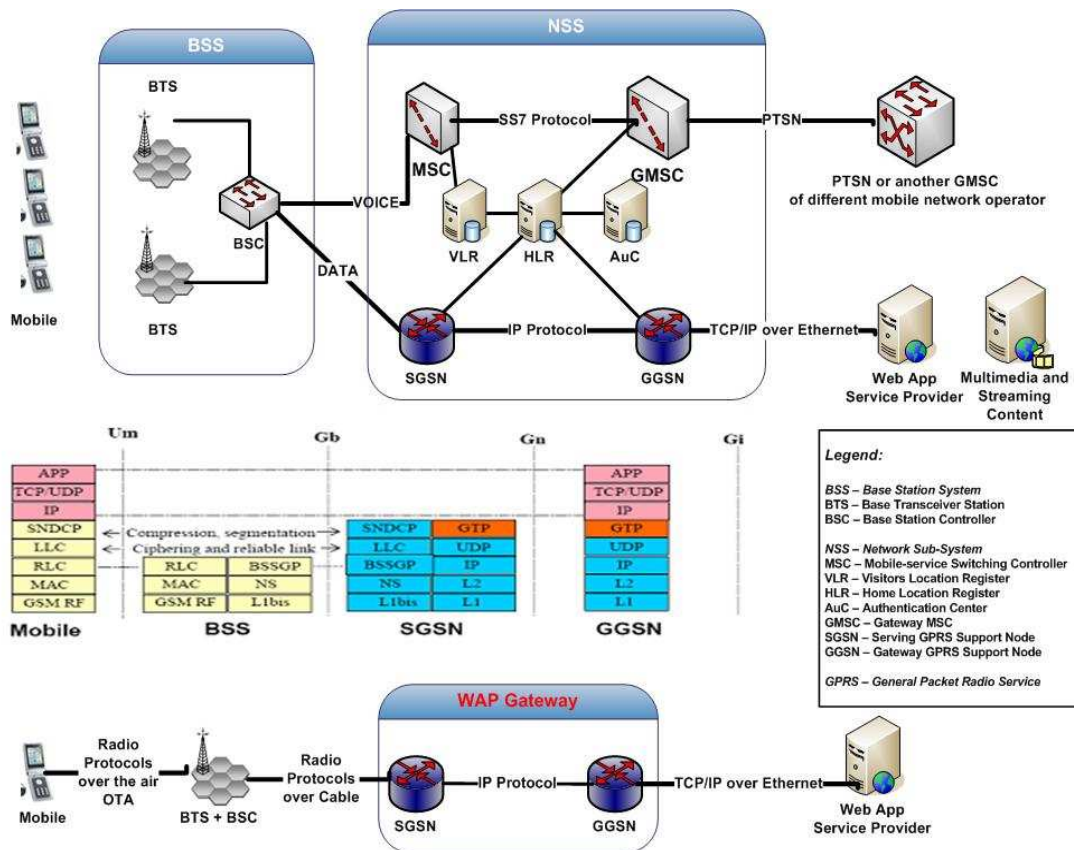 BSS
NSS
BTS
BTS
BSC
Mobile
VOICE
DATA
MSC
SS7 Protocol
GMSC
PTSN
PTSN or another GMSC
of different mobile network operator
VLR
HLR
AuC
SGSN
IP Protocol
GGSN
TCP/IP over Ethernet
Web App
Service Provider
Multimedia and
Streaming
Content
Um
Gb
Gn
Gi
APP
TCP/UDP
IP
SNDCP
LLC
RLC
MAC
GSM RF
Mobile
Compression, segmentation
Ciphering and reliable link
RLC
BSSGP
MAC
NS
GSM RF
L1bis
BSS
SNDCP
GTP
LLC
UDP
BSSGP
IP
NS
L2
L1bis
L1
SGSN
APP
TCP/UDP
IP
GTP
UDP
IP
L2
L1
GGSN
Legend:
BSS – Base Station System
BTS – Base Transceiver Station
BSC – Base Station Controller
NSS – Network Sub-System
MSC – Mobile-service Switching Controller
VLR – Visitors Location Register
HLR – Home Location Register
AuC – Authentication Center
GMSC – Gateway MSC
SGSN – Serving GPRS Support Node
GGSN – Gateway GPRS Support Node
GPRS – General Packet Radio Service
WAP Gateway
Mobile
Radio
Protocols
over the air
OTA
BTS + BSC
Radio
Protocols
over Cable
SGSN
IP Protocol
GGSN
TCP/IP over Ethernet
Web App
Service Provider